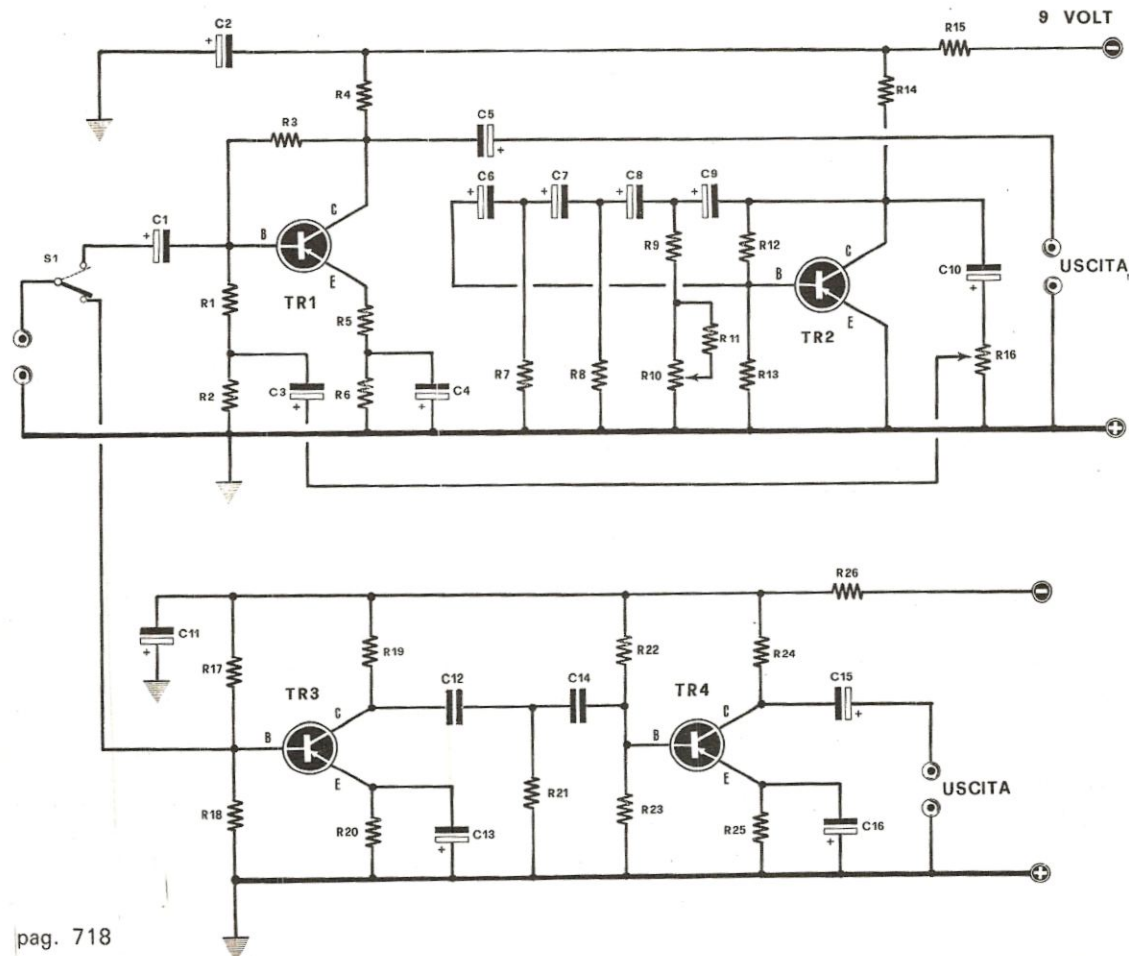 9 VOLT
C2
R15
R4
R14
R3
C5
C6
C7
C8
C9
C1
S1
B
C
E
TR1
R1
R5
R9
R12
B
C
E
TR2
C10
USCITA
R11
R2
C3
R6
C4
R7
R8
R10
R13
R16
R26
C11
R17
R19
R22
R24
TR3
C12
C14
TR4
C15
B
C
E
B
C
E
R18
R20
C13
R21
R23
R25
C16
USCITA
pag. 718